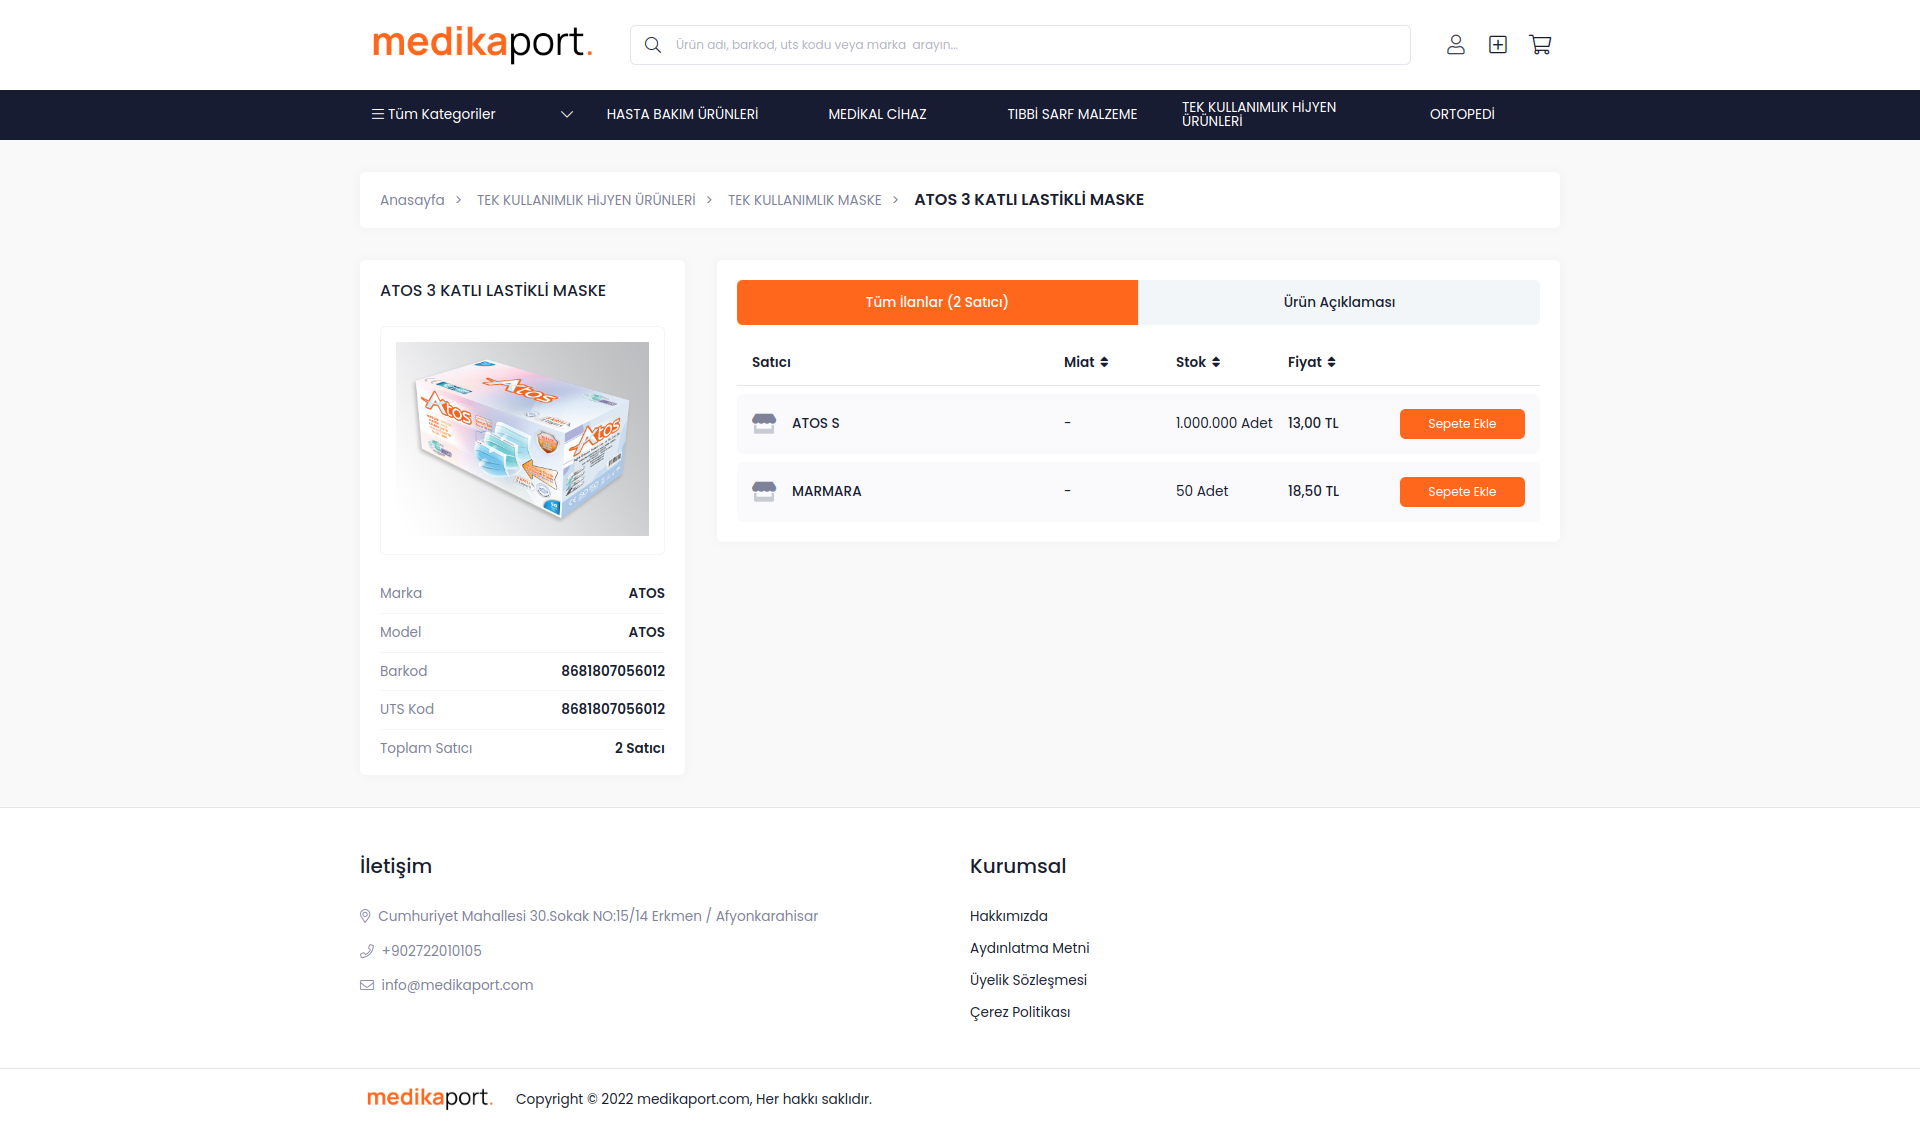 medikaport.
Ürün adı, barkod, uts kodu veya marka arayın...
Tüm Kategoriler
HASTA BAKIM ÜRÜNLERİ
MEDİKAL CİHAZ
TIBBİ SARF MALZEME
TEK KULLANIMLIK HİJYEN
ÜRÜNLERİ
ORTOPEDİ
Anasayfa > TEK KULLANIMLIK HİJYEN ÜRÜNLERİ > TEK KULLANIMLIK MASKE > ATOS 3 KATLI LASTİKLİ MASKE
ATOS 3 KATLI LASTİKLİ MASKE
Atos
Atos
Atos
Marka ATOS
Model ATOS
Barkod 8681807056012
UTS Kod 8681807056012
Toplam Satıcı 2 Satıcı
Tüm İlanlar (2 Satıcı)
Ürün Açıklaması
Satıcı Miat Stok Fiyat
ATOS S - 1.000.000 Adet 13,00 TL Sepete Ekle
MARMARA - 50 Adet 18,50 TL Sepete Ekle
İletişim
Cumhuriyet Mahallesi 30.Sokak NO:15/14 Erkmen / Afyonkarahisar
+902722010105
info@medikaport.com
Kurumsal
Hakkımızda
Aydınlatma Metni
Üyelik Sözleşmesi
Çerez Politikası
medikaport.
Copyright © 2022 medikaport.com, Her hakkı saklıdır.